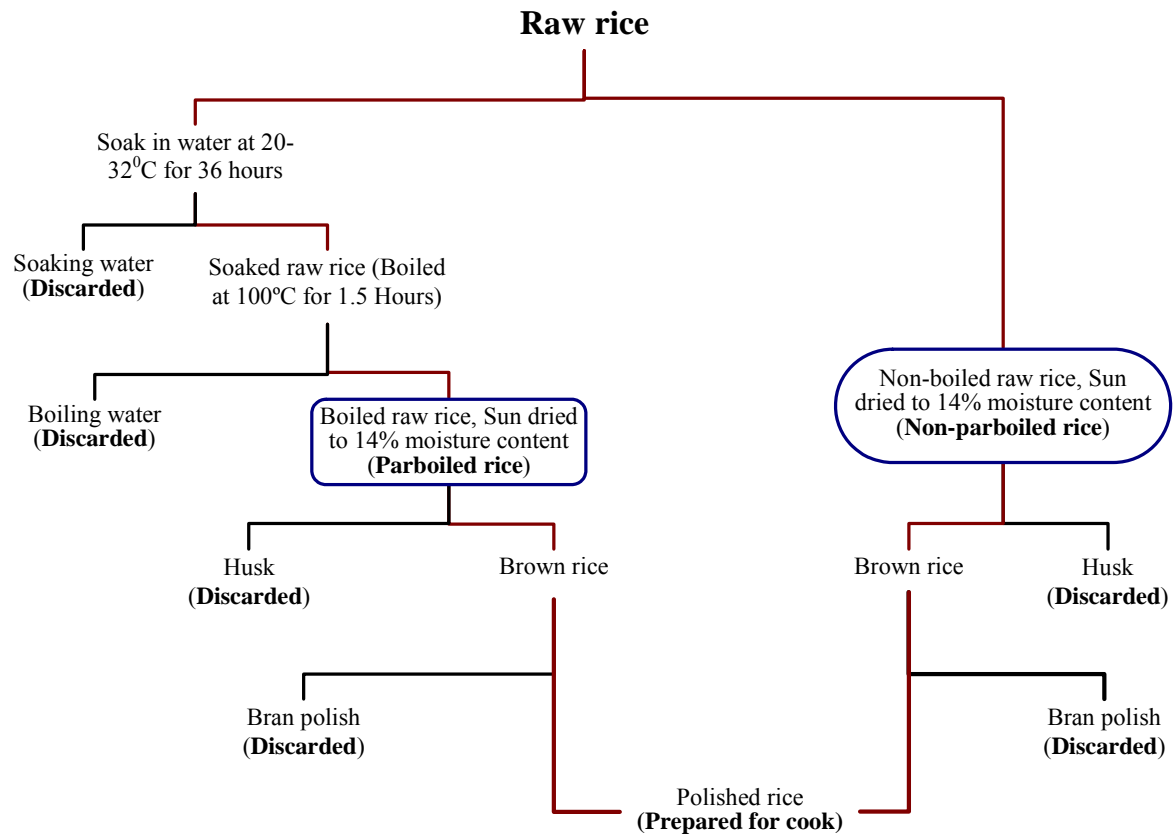 Raw rice
Soak in water at 20-
32⁰C for 36 hours
Soaking water
(Discarded)
Soaked raw rice (Boiled
at 100ºC for 1.5 Hours)
Boiling water
(Discarded)
Boiled raw rice, Sun dried
to 14% moisture content
(Parboiled rice)
Non-boiled raw rice, Sun
dried to 14% moisture content
(Non-parboiled rice)
Husk
(Discarded)
Brown rice
Brown rice
Husk
(Discarded)
Bran polish
(Discarded)
Bran polish
(Discarded)
Polished rice
(Prepared for cook)